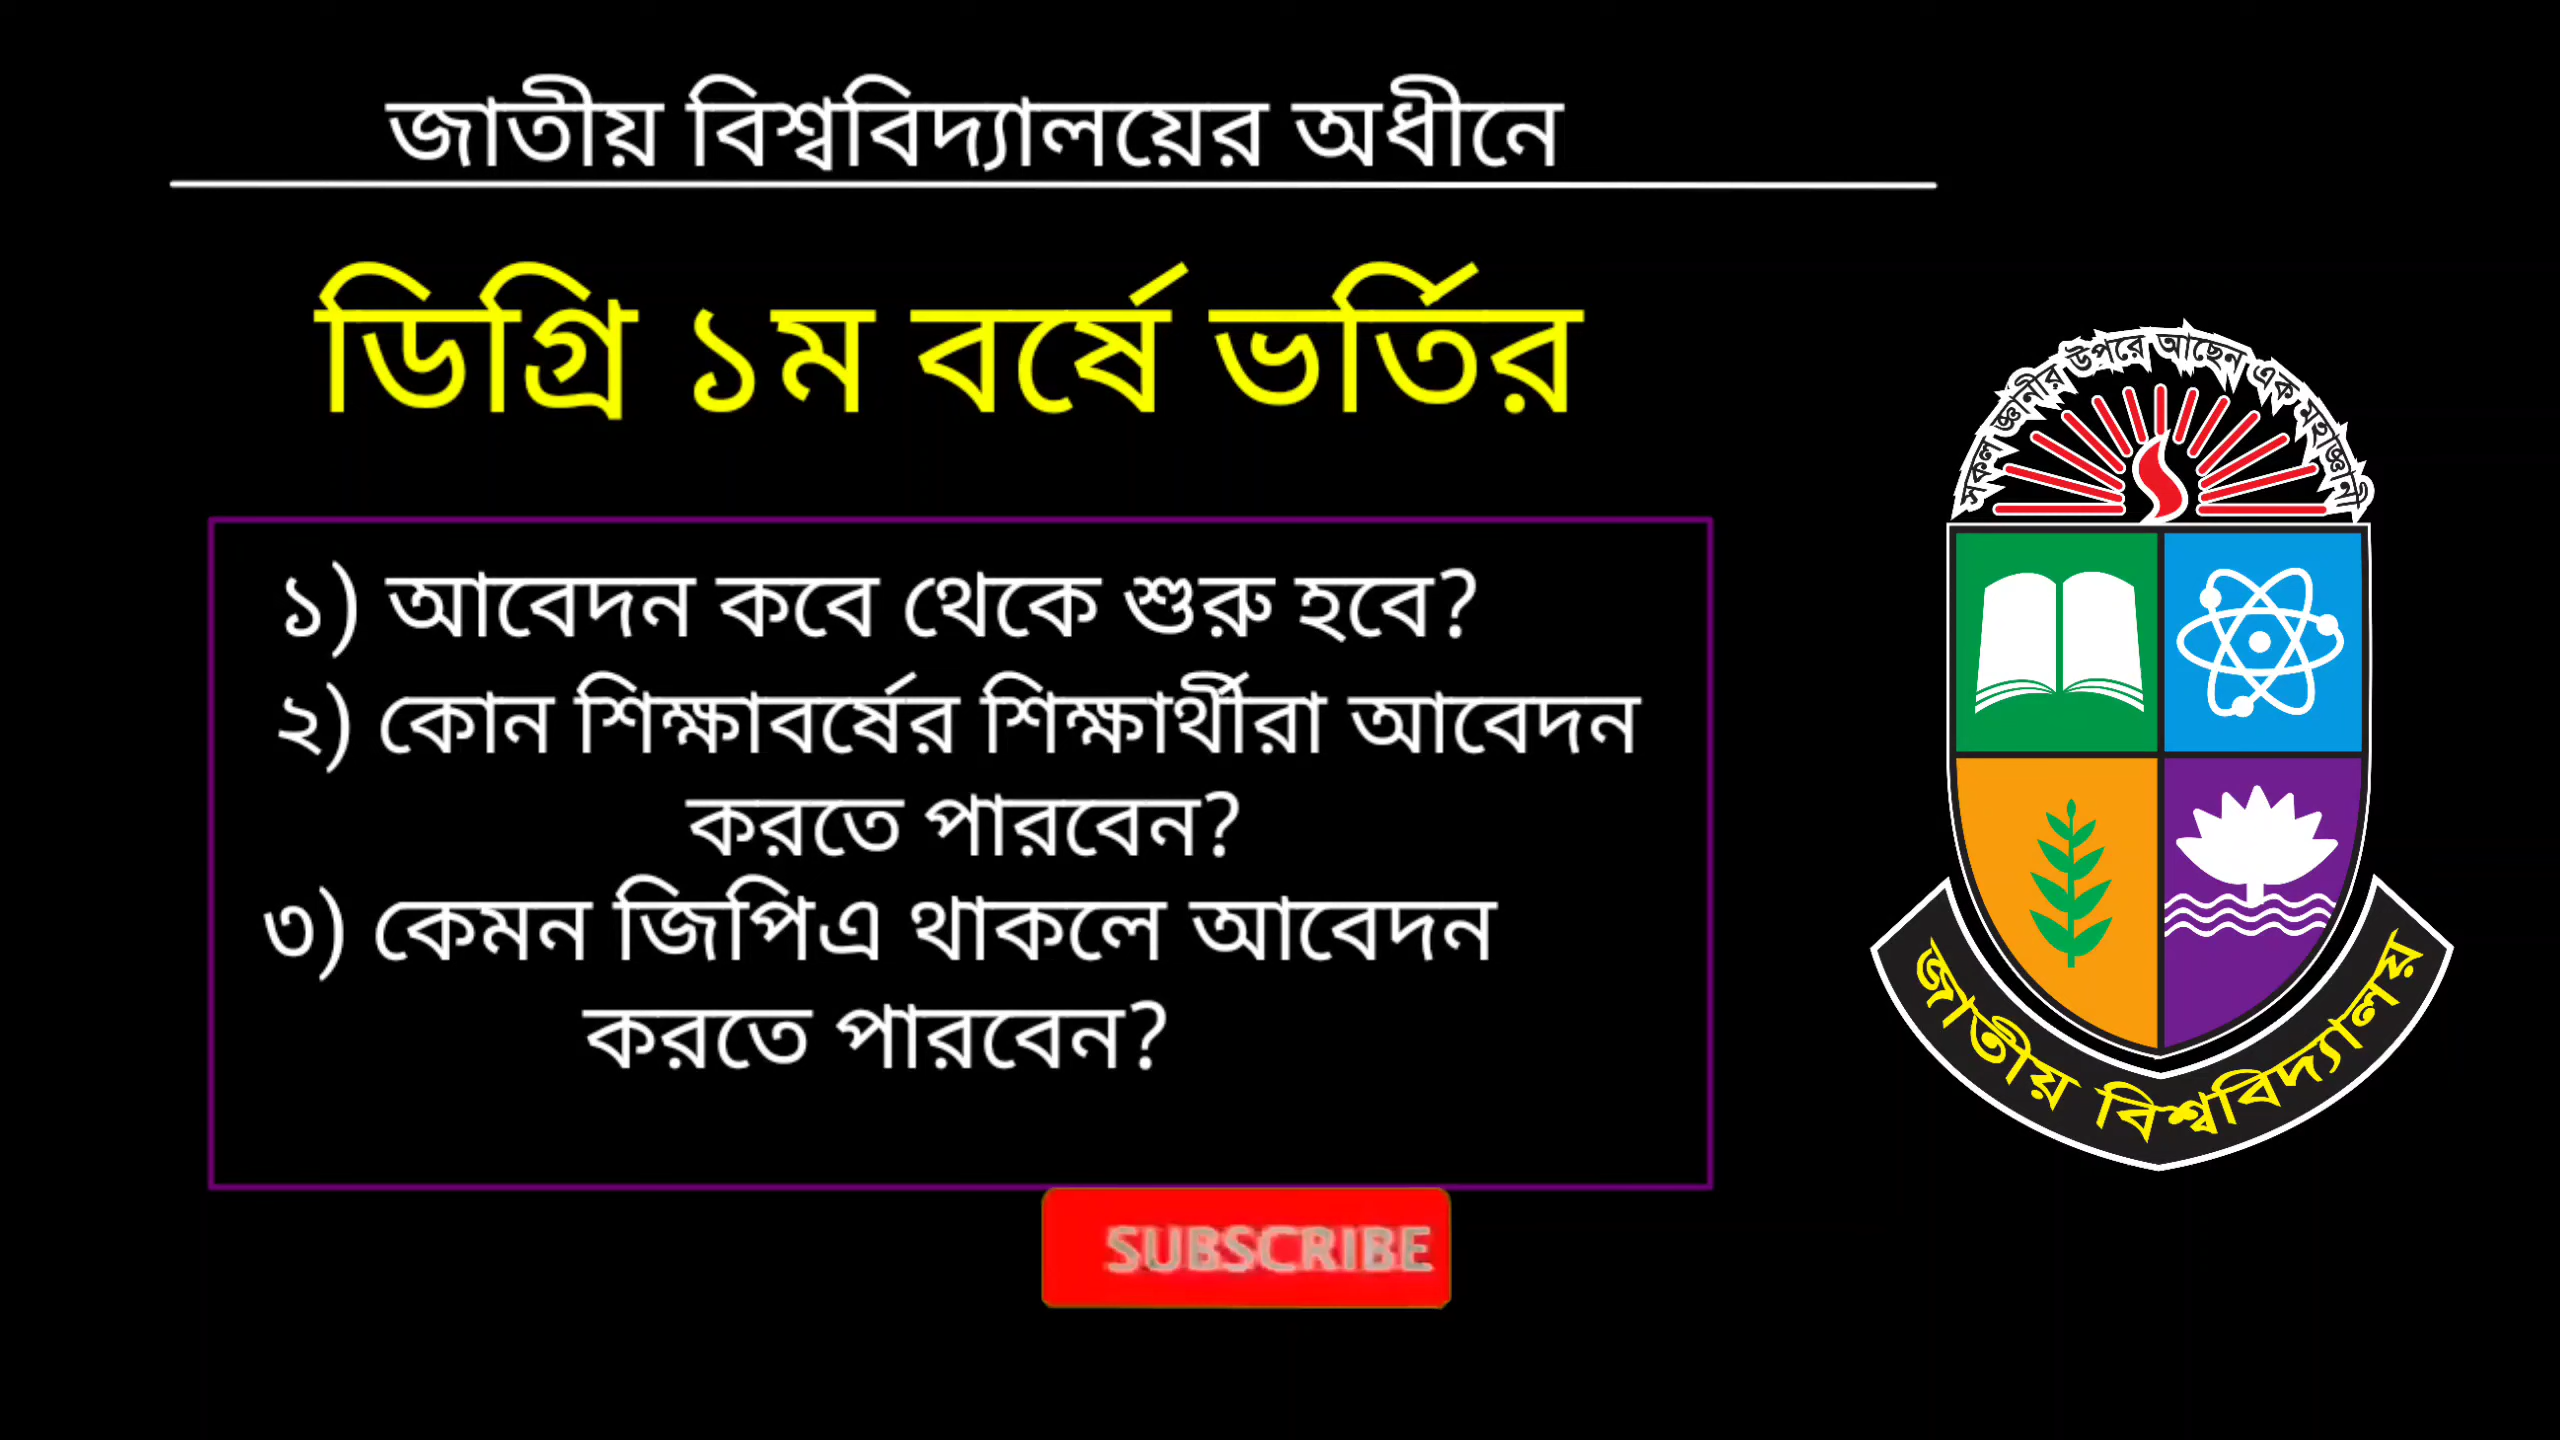 জাতীয় বিশ্ববিদ্যালয়ের অধীনে
ডিগ্রি ১ম বর্ষে ভর্তির
১) আবেদন কবে থেকে শুরু হবে?
২) কোন শিক্ষাবর্ষের শিক্ষার্থীরা আবেদন
করতে পারবেন?
৩) কেমন জিপিএ থাকলে আবেদন
করতে পারবেন?
SUBSCRIBE
সকল জ্ঞানীর উপরে আছেন এক মহাজ্ঞানী
জাতীয় বিশ্ববিদ্যালয়